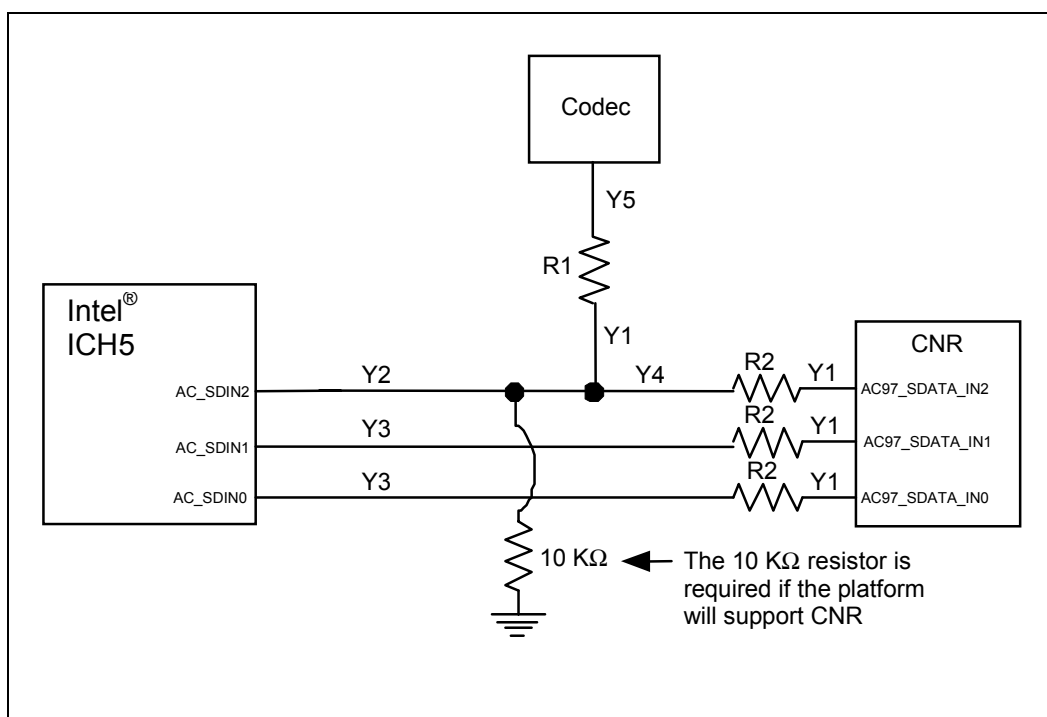 Codec
Y5
R1
Y1
Intel®
ICH5
CNR
AC_SDIN2
Y2
Y4
R2
Y1
AC97_SDATA_IN2
AC_SDIN1
Y3
R2
Y1
AC97_SDATA_IN1
AC_SDIN0
Y3
R2
Y1
AC97_SDATA_IN0
10 KΩ
The 10 KΩ resistor is
required if the platform
will support CNR